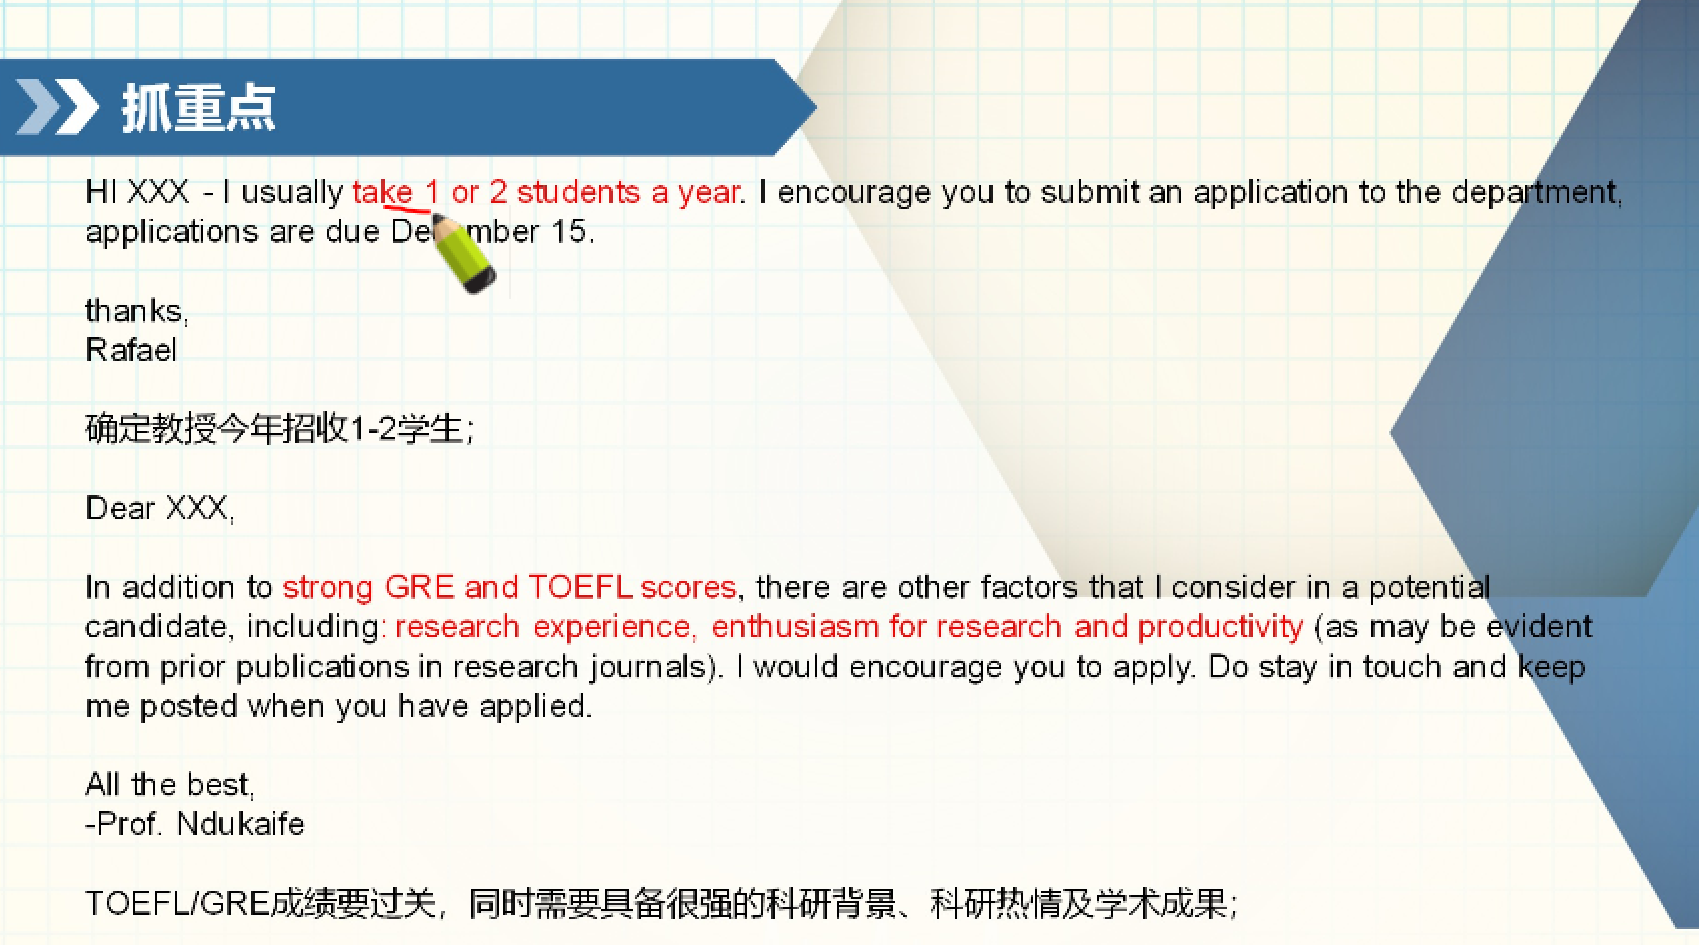 抓重点
HI XXX - I usually take 1 or 2 students a year. I encourage you to submit an application to the department,
applications are due December 15.
thanks,
Rafael
确定教授今年招收1-2学生；
Dear XXX,
In addition to strong GRE and TOEFL scores, there are other factors that I consider in a potential
candidate, including: research experience, enthusiasm for research and productivity (as may be evident
from prior publications in research journals). I would encourage you to apply. Do stay in touch and keep
me posted when you have applied.
All the best,
-Prof. Ndukaife
TOEFL/GRE成绩要过关，同时需要具备很强的科研背景、科研热情及学术成果；